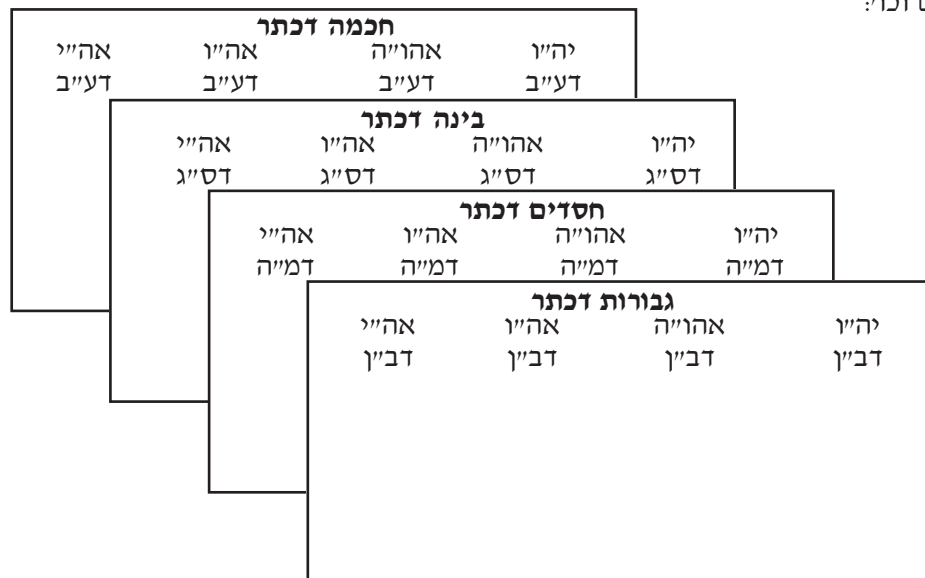 חכמה דכתר
יה״ו אהו״ה אה״ו אה״י
דע״ב דע״ב דע״ב דע״ב
בינה דכתר
יה״ו אהו״ה אה״ו אה״י
דס״ג דס״ג דס״ג דס״ג
חסדים דכתר
יה״ו אהו״ה אה״ו אה״י
דמ״ה דמ״ה דמ״ה דמ״ה
גבורות דכתר
יה״ו אהו״ה אה״ו אה״י
דב״ן דב״ן דב״ן דב״ן